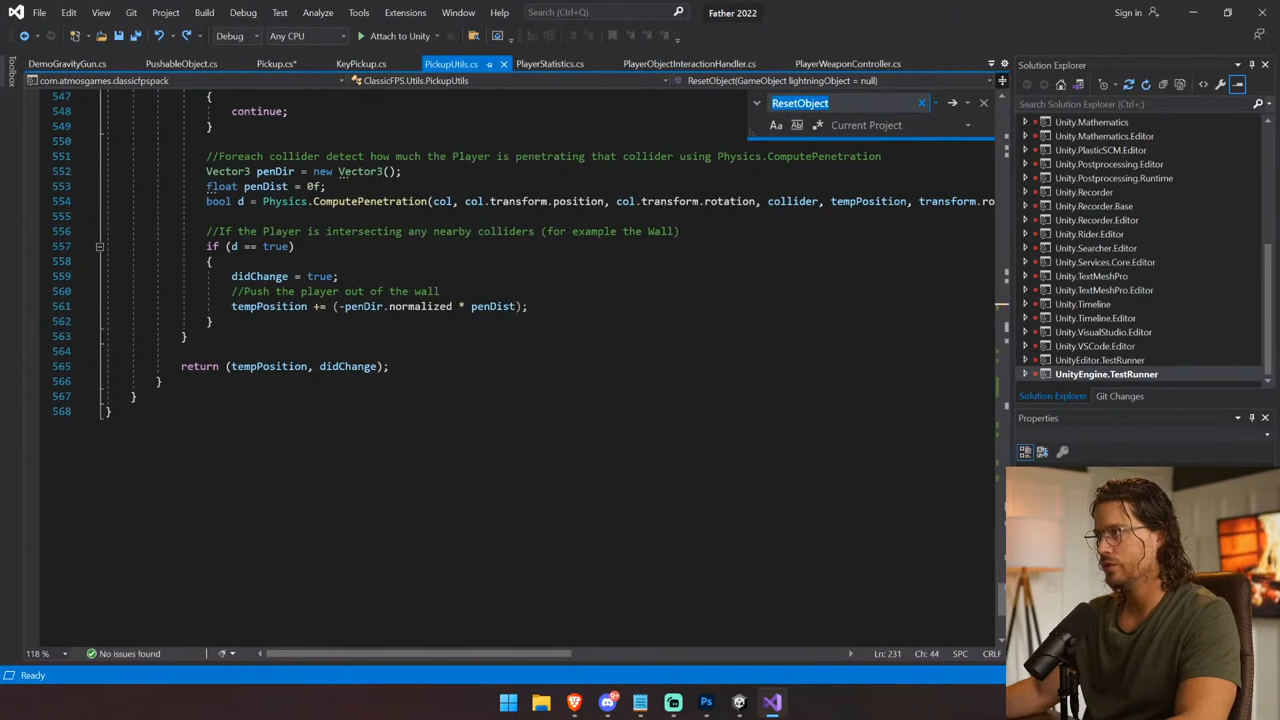 File Edit View Git Project Build Debug Test Analyze Tools Extensions Window Help Search (Ctrl+;) Father 2022 Sign in
Debug Any CPU Attach to Unity
Toolbox
DemoGravityGun.cs PushableObject.cs Pickup.cs* KeyPickup.cs PickupUtils.cs PlayerStatistics.cs PlayerObjectInteractionHandler.cs PlayerWeaponController.cs
com.atmosgames.classicfpspack ClassicFPS.Utils.PickupUtils ResetObject(GameObject lightningObject = null)
ResetObject
Aa Ab Current Project
547 {
548 continue;
549 }
550
551 //Foreach collider detect how much the Player is penetrating that collider using Physics.ComputePenetration
552 Vector3 penDir = new Vector3();
553 float penDist = 0f;
554 bool d = Physics.ComputePenetration(col, col.transform.position, col.transform.rotation, collider, tempPosition, transform.ro
555
556 //If the Player is intersecting any nearby colliders (for example the Wall)
557 if (d == true)
558 {
559 didChange = true;
560 //Push the player out of the wall
561 tempPosition += (-penDir.normalized * penDist);
562 }
563 }
564
565 return (tempPosition, didChange);
566 }
567 }
568 }
118 % No issues found Ln: 231 Ch: 44 SPC CRLF
Ready
Solution Explorer
Search Solution Explorer (Ctrl+;)
Unity.Mathematics
Unity.Mathematics.Editor
Unity.PlasticSCM.Editor
Unity.Postprocessing.Editor
Unity.Postprocessing.Runtime
Unity.Recorder
Unity.Recorder.Base
Unity.Recorder.Editor
Unity.Rider.Editor
Unity.Searcher.Editor
Unity.Services.Core.Editor
Unity.TextMeshPro
Unity.TextMeshPro.Editor
Unity.Timeline
Unity.Timeline.Editor
Unity.VisualStudio.Editor
Unity.VSCode.Editor
UnityEditor.TestRunner
UnityEngine.TestRunner
Solution Explorer Git Changes
Properties
Ps